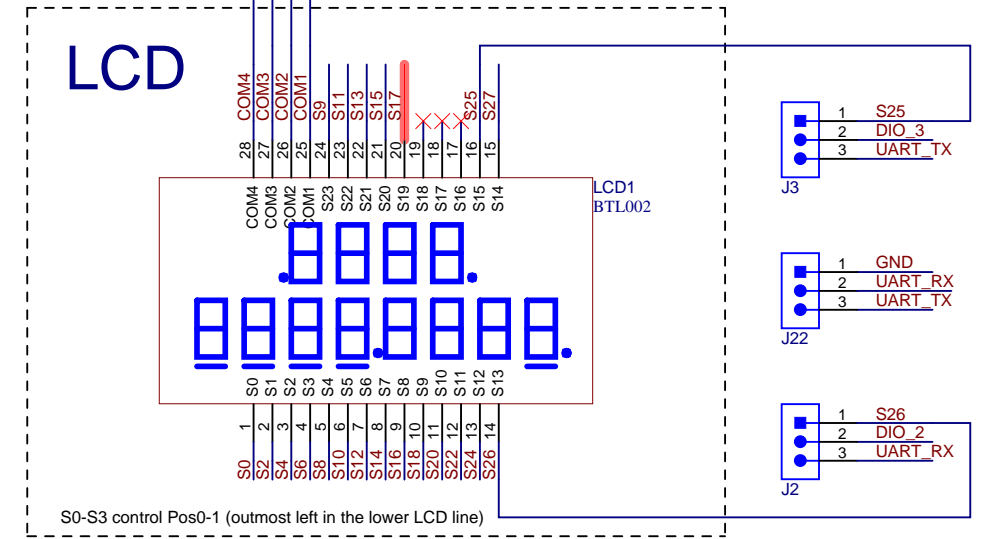 LCD
COM4 COM3 COM2 COM1 S9 S11 S13 S15 S17 S25 S27
28 27 26 25 24 23 22 21 20 19 18 17 16 15
COM4 COM3 COM2 COM1 S23 S22 S21 S20 S19 S18 S17 S16 S15 S14
LCD1
BTL002
S0 S1 S2 S3 S4 S5 S6 S7 S8 S9 S10 S11 S12 S13
1 2 3 4 5 6 7 8 9 10 11 12 13 14
S0 S2 S4 S6 S8 S10 S12 S14 S16 S18 S20 S22 S24 S26
S0-S3 control Pos0-1 (outmost left in the lower LCD line)
1 S25
2 DIO_3
3 UART_TX
J3
1 GND
2 UART_RX
3 UART_TX
J22
1 S26
2 DIO_2
3 UART_RX
J2